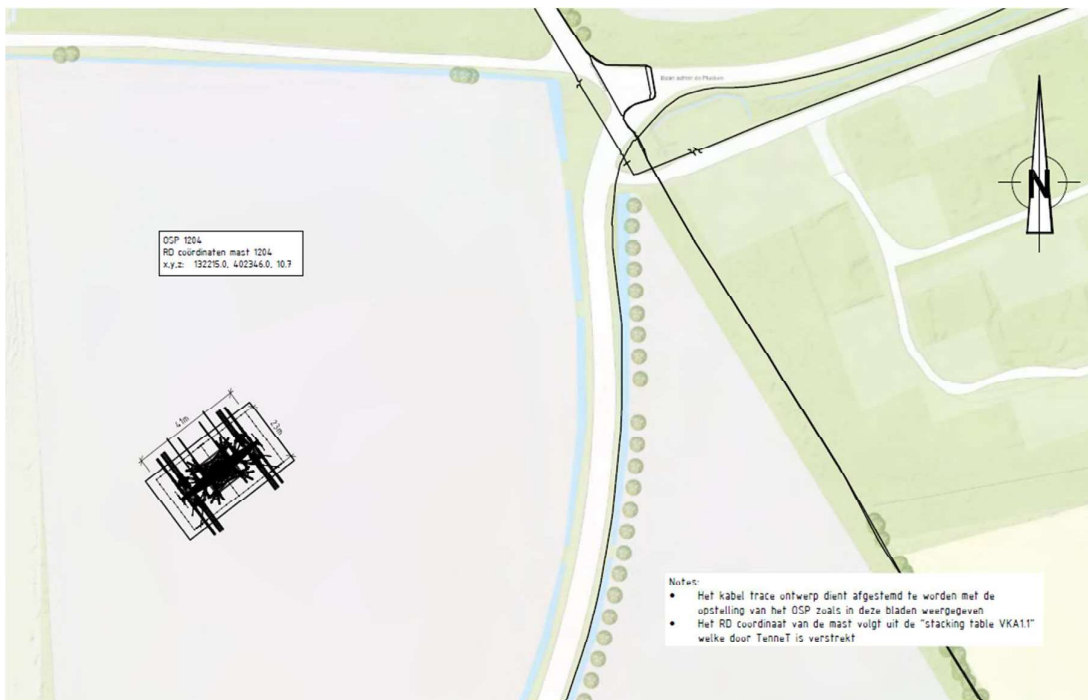 N
OSP 1204
RD coördinaten mast 1204
x,y,z: 132215.0, 402346.0, 10.7
41m
23m
Notes:
• Het kabel trace ontwerp dient afgestemd te worden met de
opstelling van het OSP zoals in deze bladen weergegeven
• Het RD coordinaat van de mast volgt uit de "stacking table VKA1.1"
welke door TenneT is verstrekt